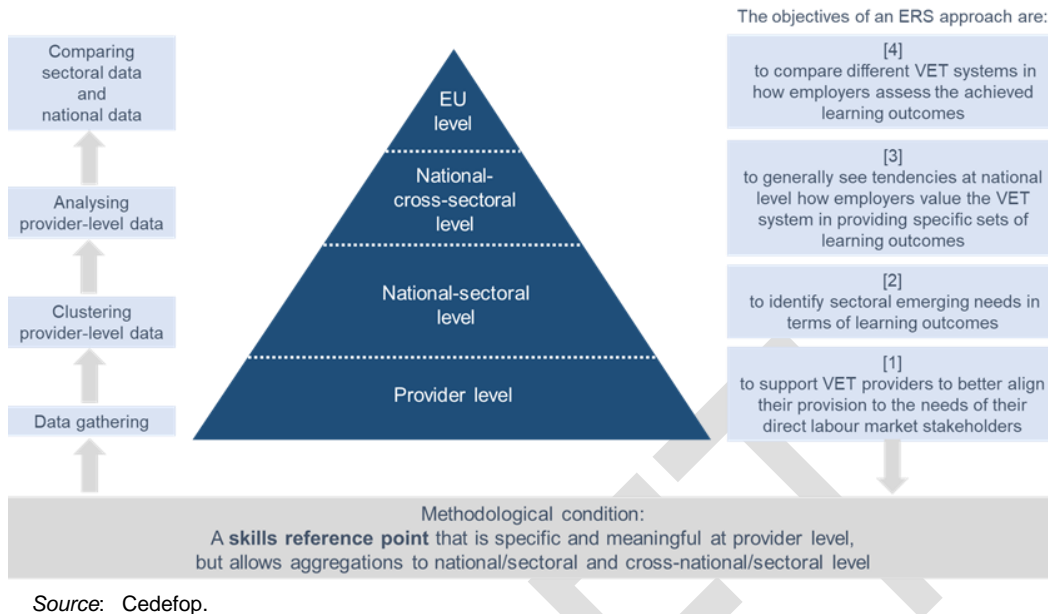 The objectives of an ERS approach are:
Comparing
sectoral data
and
national data
Analysing
provider-level data
Clustering
provider-level data
Data gathering
EU
level
National-
cross-sectoral
level
National-sectoral
level
Provider level
[4]
to compare different VET systems in
how employers assess the achieved
learning outcomes
[3]
to generally see tendencies at national
level how employers value the VET
system in providing specific sets of
learning outcomes
[2]
to identify sectoral emerging needs in
terms of learning outcomes
[1]
to support VET providers to better align
their provision to the needs of their
direct labour market stakeholders
Methodological condition:
A skills reference point that is specific and meaningful at provider level,
but allows aggregations to national/sectoral and cross-national/sectoral level
Source: Cedefop.